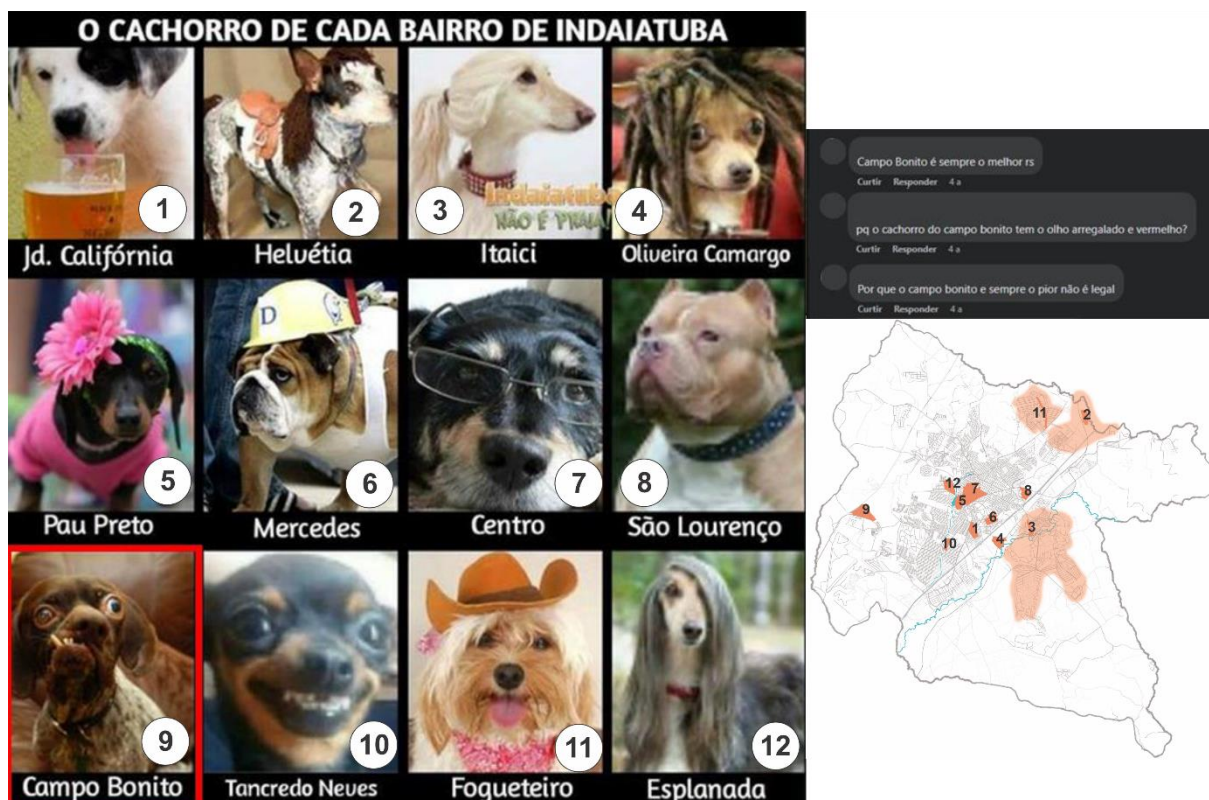 O CACHORRO DE CADA BAIRRO DE INDAIATUBA
1
2
3
4
Indaiatuba
NÃO É PRAIA!
Jd. Califórnia
Helvétia
Itaici
Oliveira Camargo
D
5
6
7
8
Pau Preto
Mercedes
Centro
São Lourenço
9
10
11
12
Campo Bonito
Tancredo Neves
Foqueteiro
Esplanada
Campo Bonito é sempre o melhor rs
Curtir Responder 4 a
pq o cachorro do campo bonito tem o olho arregalado e vermelho?
Curtir Responder 4 a
Por que o campo bonito e sempre o pior não é legal
Curtir Responder 4 a
11
2
12
7
5
8
9
6
1
3
10
4